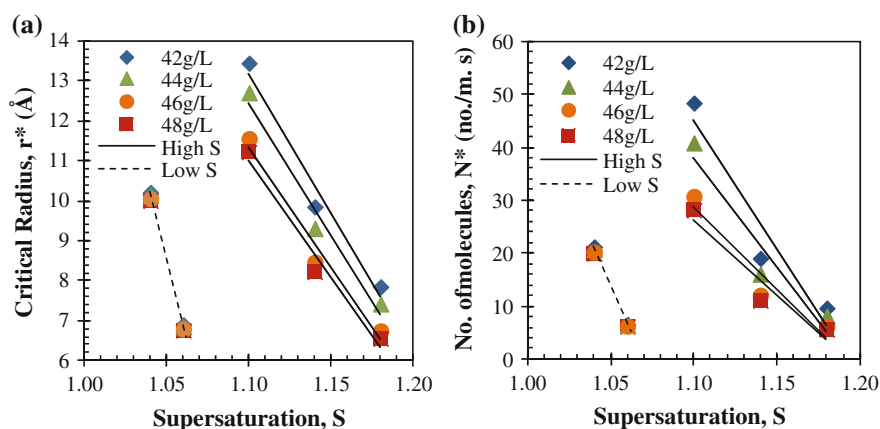 (a)
14
13
12
11
10
9
8
7
6
Critical Radius, r* (Å)
42g/L
44g/L
46g/L
48g/L
High S
Low S
1.00
1.05
1.10
1.15
1.20
Supersaturation, S
(b)
60
50
40
30
20
10
0
No. ofmolecules, N* (no./m. s)
42g/L
44g/L
46g/L
48g/L
High S
Low S
1.00
1.05
1.10
1.15
1.20
Supersaturation, S